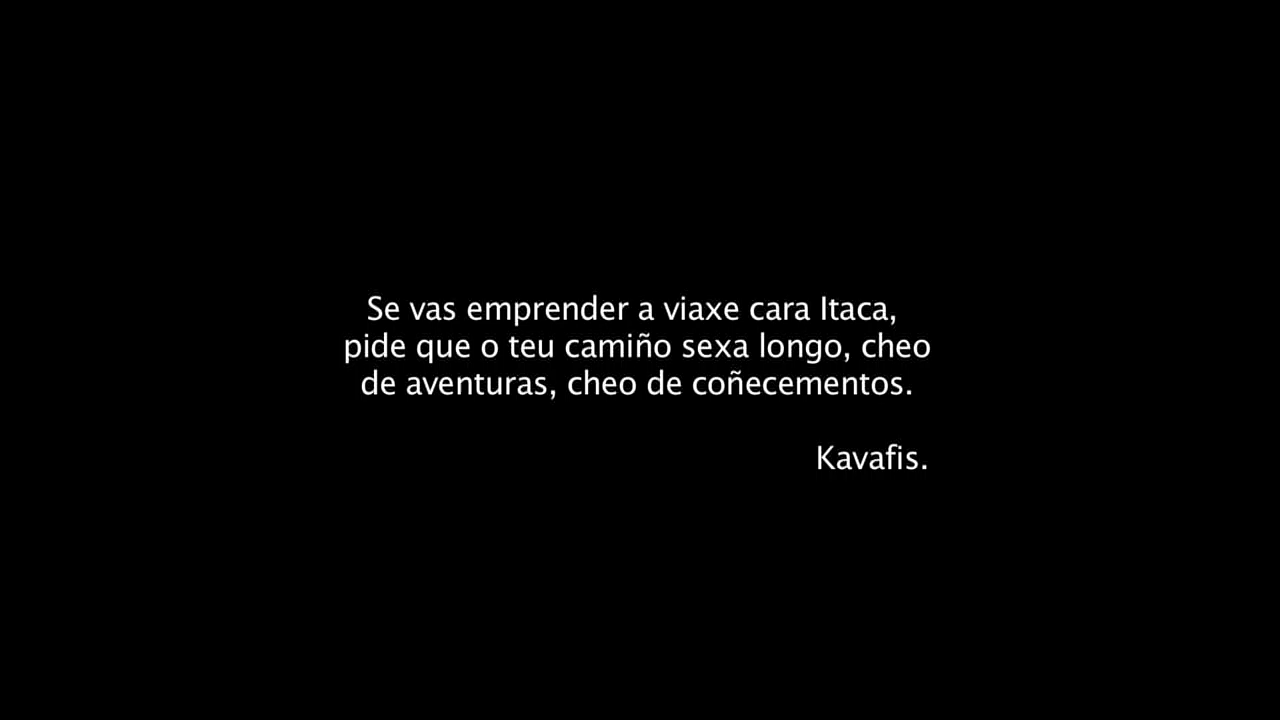 Se vas emprender a viaxe cara Itaca,
pide que o teu camiño sexa longo, cheo
de aventuras, cheo de coñecementos.
Kavafis.